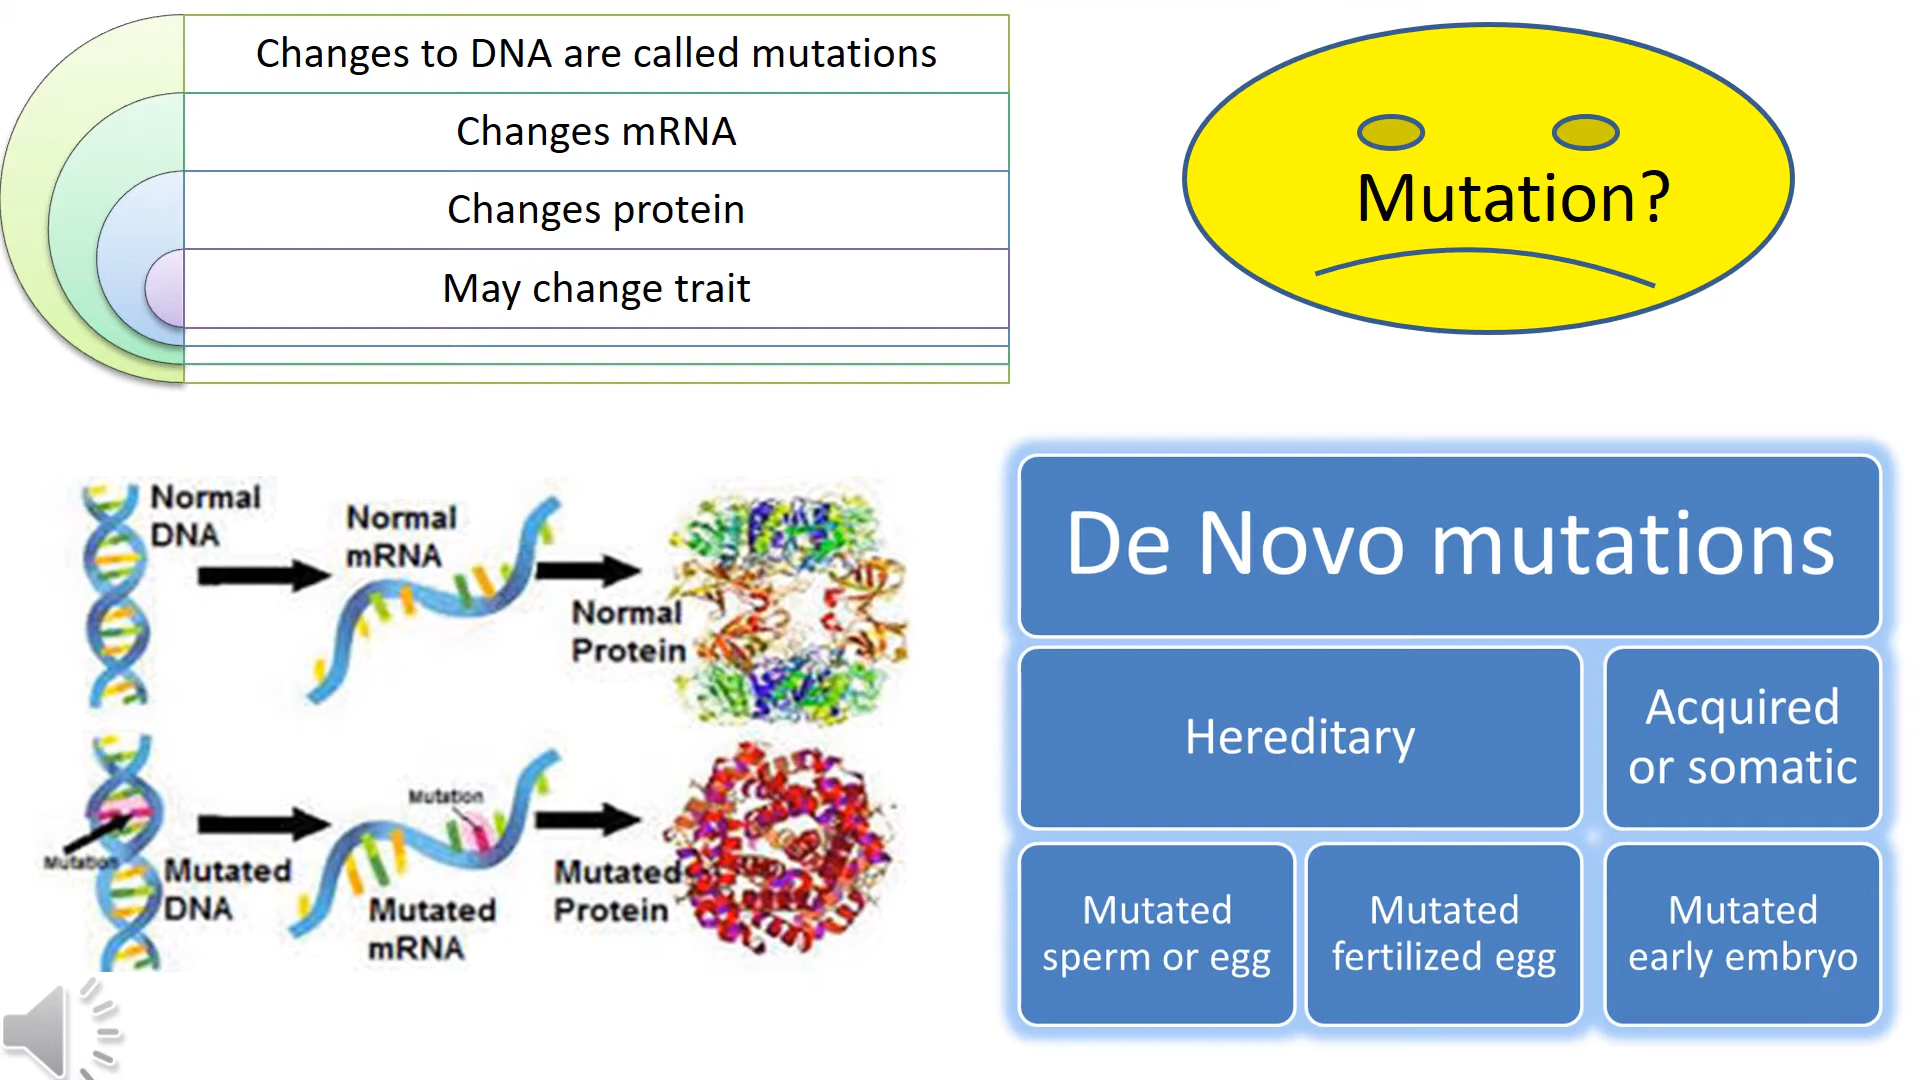 Changes to DNA are called mutations
Changes mRNA
Changes protein
May change trait
Mutation?
Normal
DNA
Normal
mRNA
Normal
Protein
Mutation
Mutated
DNA
Mutation
Mutated
mRNA
Mutated
Protein
De Novo mutations
Hereditary
Acquired
or somatic
Mutated
sperm or egg
Mutated
fertilized egg
Mutated
early embryo